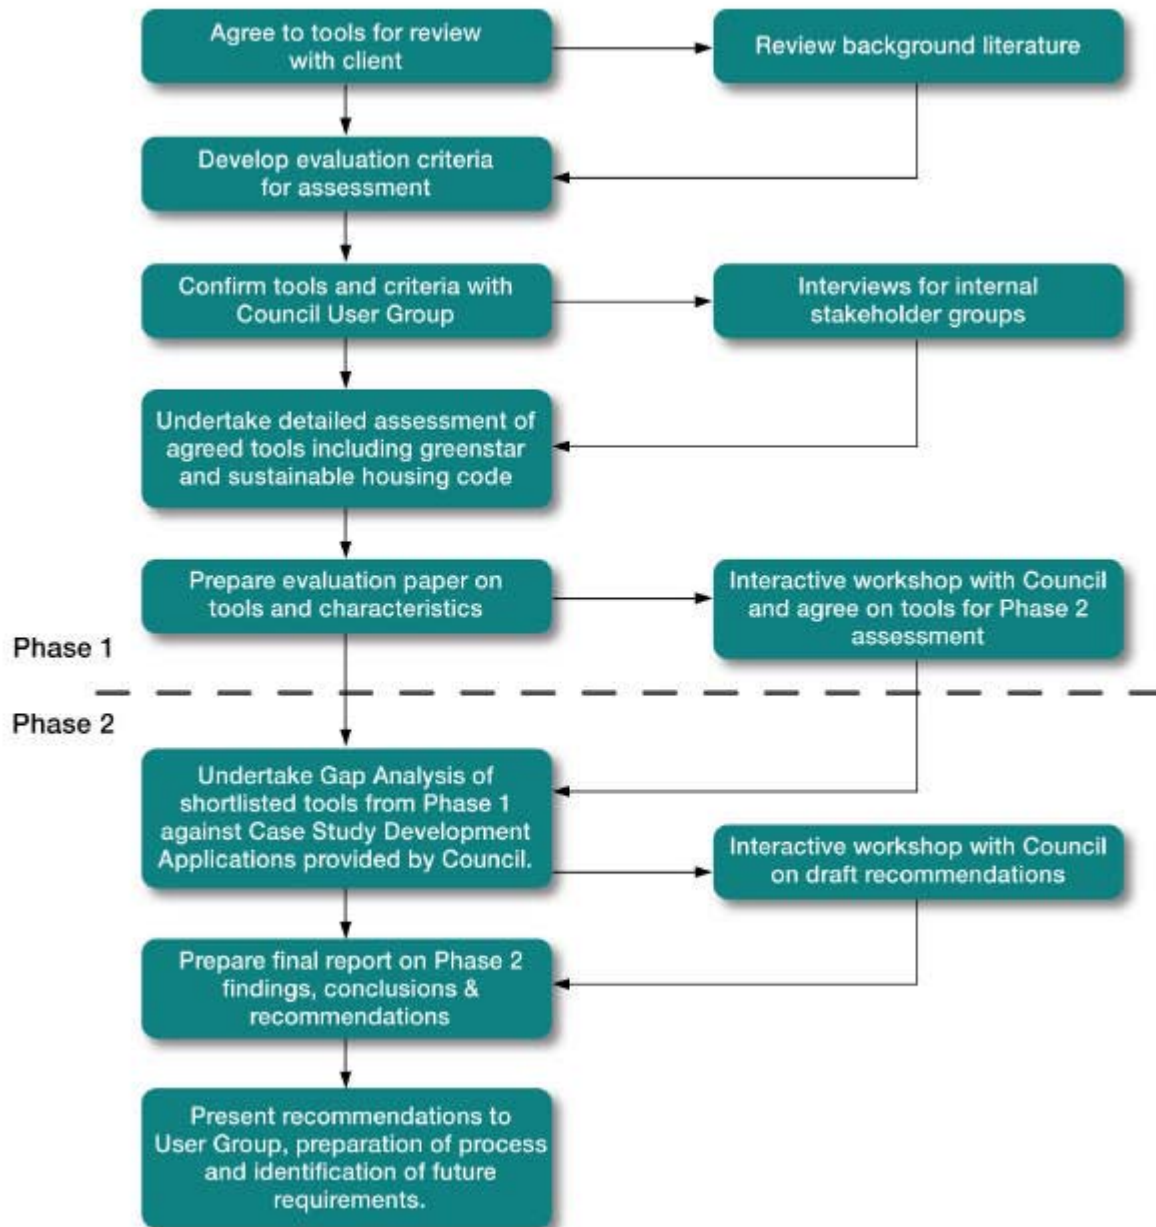 Agree to tools for review
with client
Review background literature
Develop evaluation criteria
for assessment
Confirm tools and criteria with
Council User Group
Interviews for internal
stakeholder groups
Undertake detailed assessment of
agreed tools including greenstar
and sustainable housing code
Prepare evaluation paper on
tools and characteristics
Interactive workshop with Council
and agree on tools for Phase 2
assessment
Phase 1
Phase 2
Undertake Gap Analysis of
shortlisted tools from Phase 1
against Case Study Development
Applications provided by Council.
Interactive workshop with Council
on draft recommendations
Prepare final report on Phase 2
findings, conclusions &
recommendations
Present recommendations to
User Group, preparation of process
and identification of future
requirements.